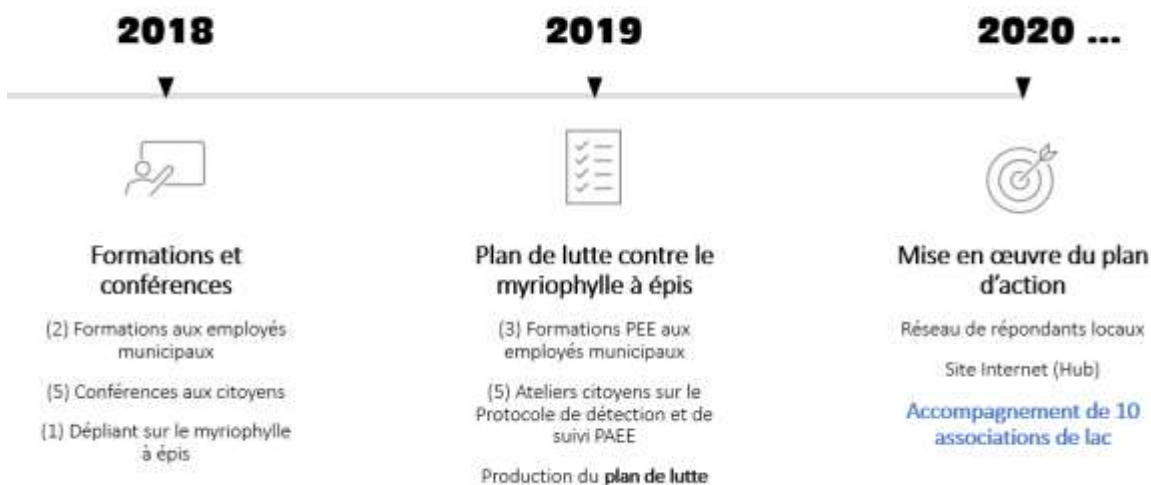 2018
2019
2020 ...
Formations et
conférences
(2) Formations aux employés
municipaux
(5) Conférences aux citoyens
(1) Dépliant sur le myriophylle
à épis
Plan de lutte contre le
myriophylle à épis
(3) Formations PEE aux
employés municipaux
(5) Ateliers citoyens sur le
Protocole de détection et de
suivi PAEE
Production du plan de lutte
Mise en œuvre du plan
d'action
Réseau de répondants locaux
Site Internet (Hub)
Accompagnement de 10
associations de lac